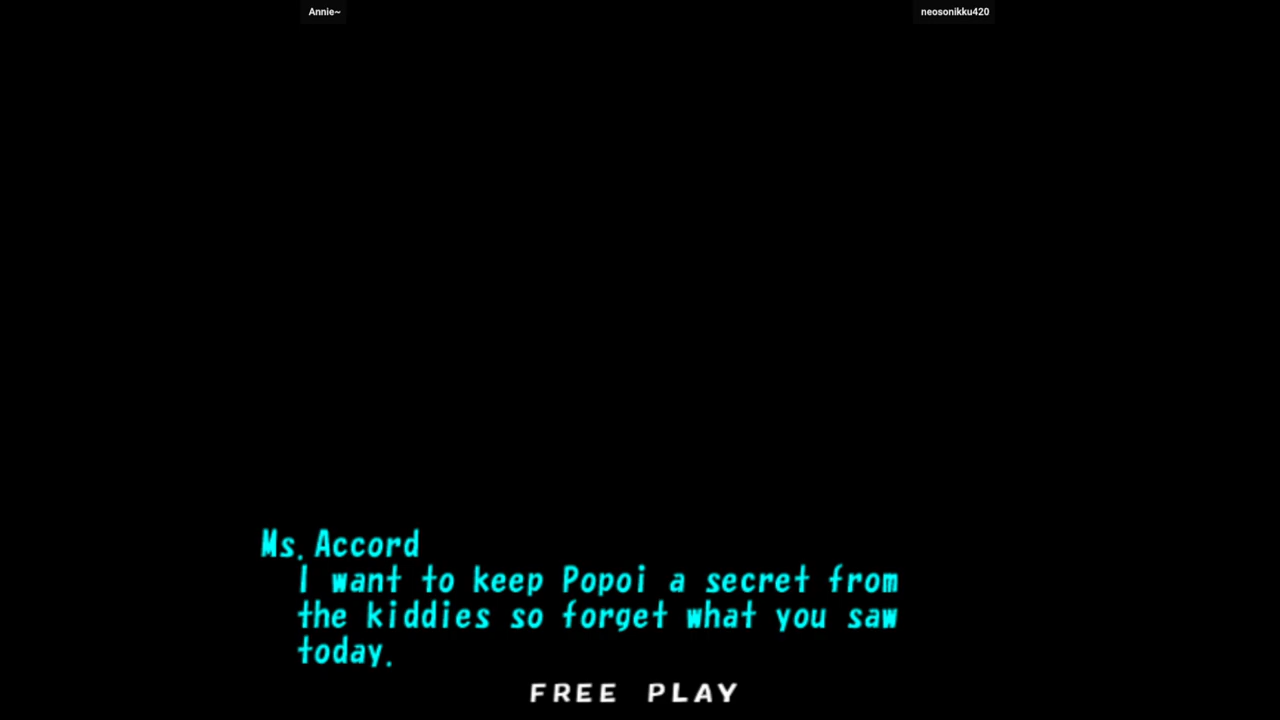 Annie~
neosonikku420
Ms.Accord
I want to keep Popoi a secret from
the kiddies so forget what you saw
today.
FREE PLAY